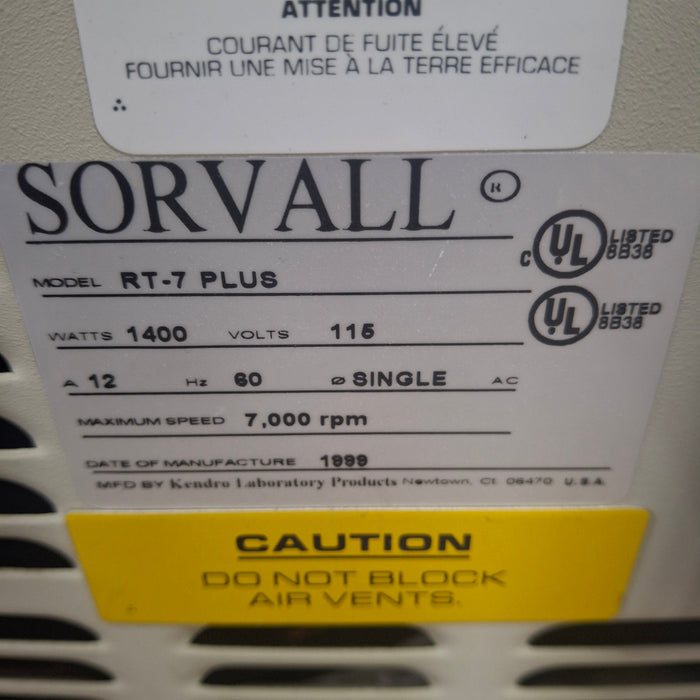 ATTENTION
COURANT DE FUITE ÉLEVÉ
FOURNIR UNE MISE À LA TERRE EFFICACE
SORVALL ®
MODEL RT-7 PLUS
C UL LISTED 8B38
WATTS 1400 VOLTS 115
UL LISTED 8B38
A 12 Hz 60 ø SINGLE AC
MAXIMUM SPEED 7,000 rpm
DATE OF MANUFACTURE 1999
MFD BY Kendro Laboratory Products Newtown, Ct. 06470 U.S.A.
CAUTION
DO NOT BLOCK
AIR VENTS.